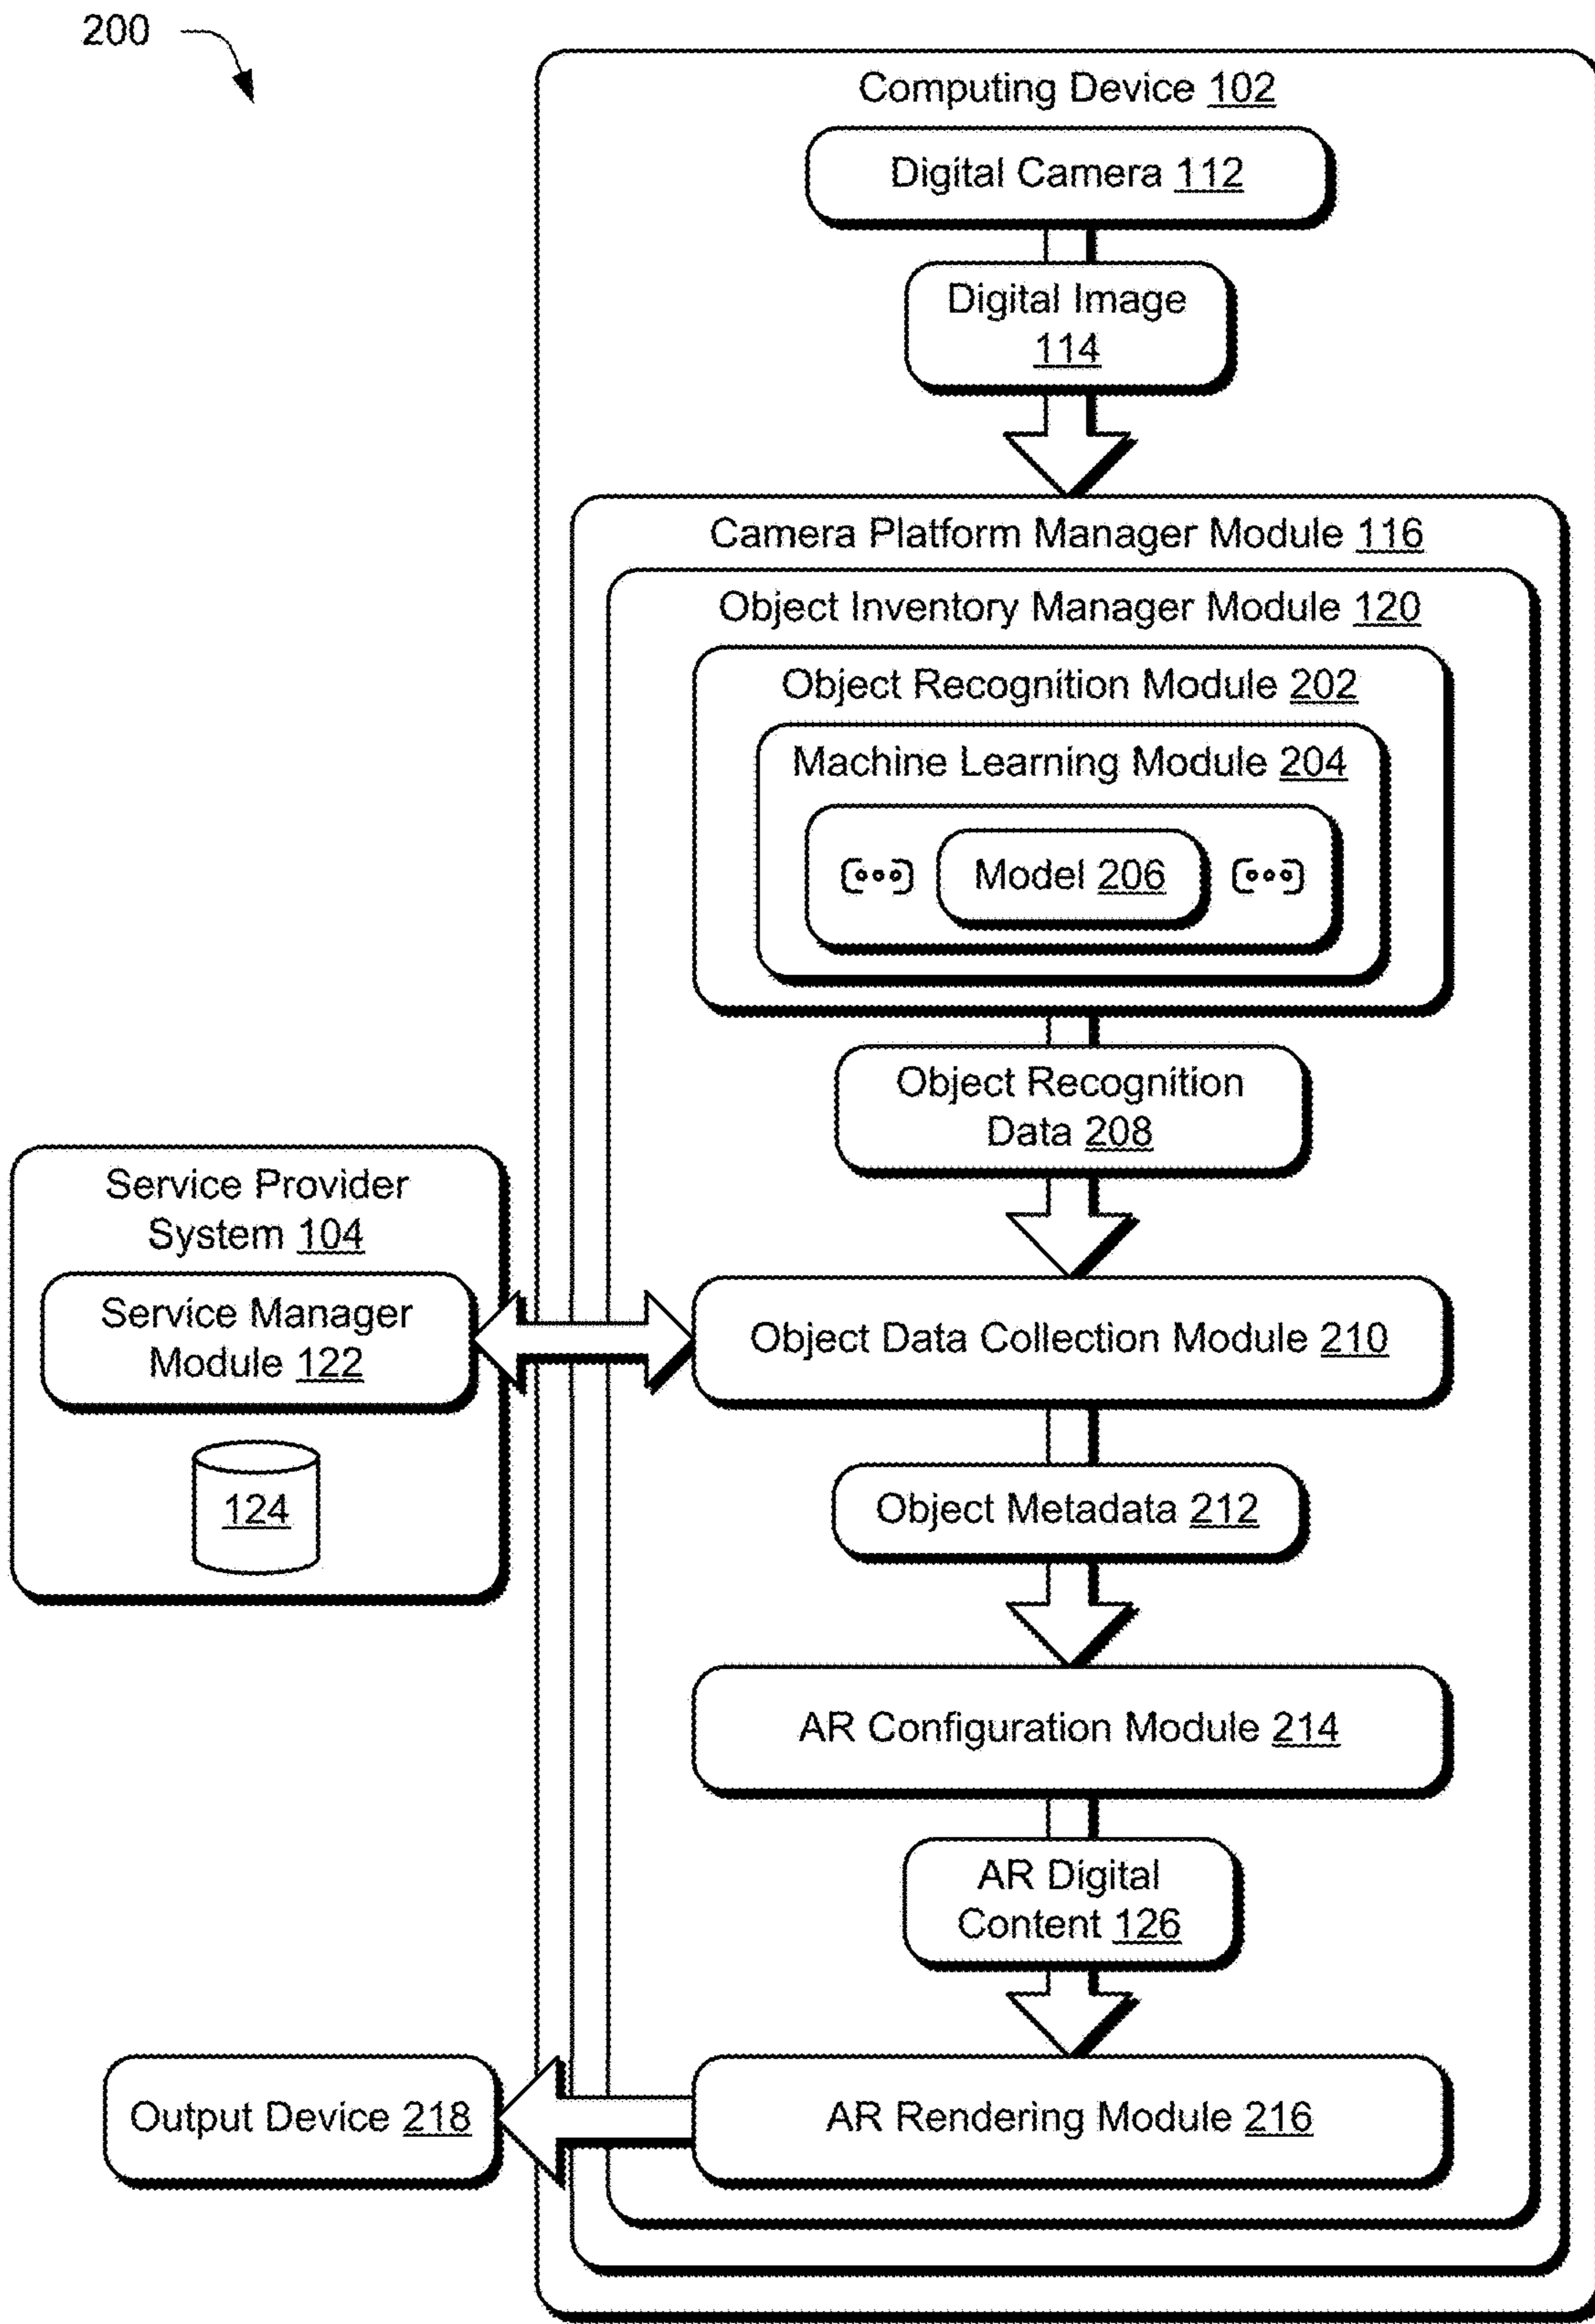 200
Computing Device 102
Digital Camera 112
Digital Image
114
Camera Platform Manager Module 116
Object Inventory Manager Module 120
Object Recognition Module 202
Machine Learning Module 204
Model 206
Object Recognition
Data 208
Service Provider
System 104
Service Manager
Module 122
124
Object Data Collection Module 210
Object Metadata 212
AR Configuration Module 214
AR Digital
Content 126
Output Device 218
AR Rendering Module 216